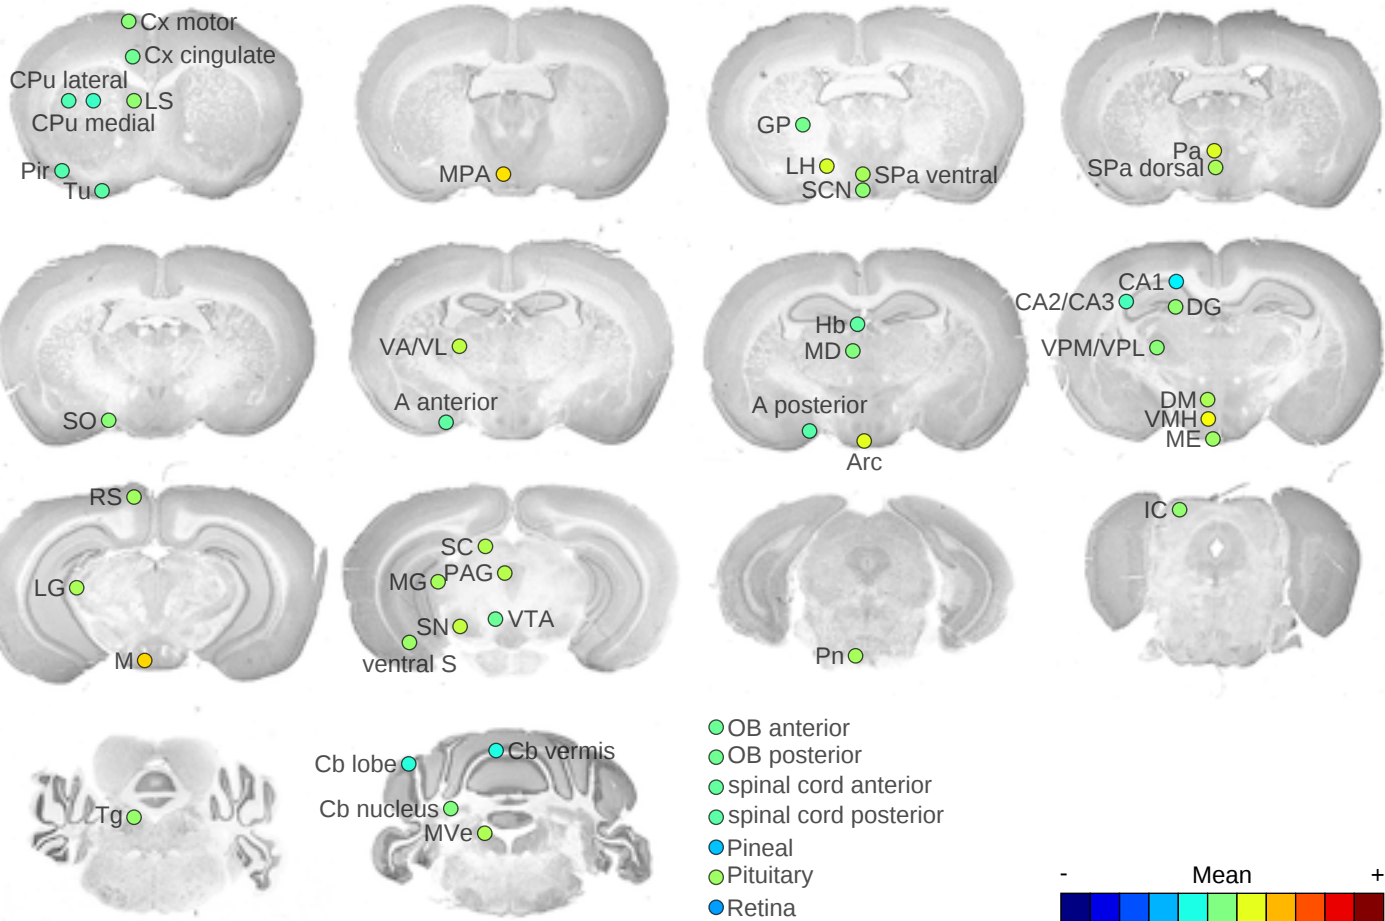 Cx motor
Cx cingulate
CPu lateral
LS
CPu medial
Pir
Tu
MPA
GP
LH
SPa ventral
SCN
Pa
SPa dorsal
SO
VA/VL
A anterior
Hb
MD
A posterior
Arc
CA1
CA2/CA3
DG
VPM/VPL
DM
VMH
ME
RS
LG
M
SC
PAG
MG
SN
VTA
ventral S
Pn
IC
Tg
Cb vermis
Cb lobe
Cb nucleus
MVe
OB anterior
OB posterior
spinal cord anterior
spinal cord posterior
Pineal
Pituitary
Retina
- Mean +